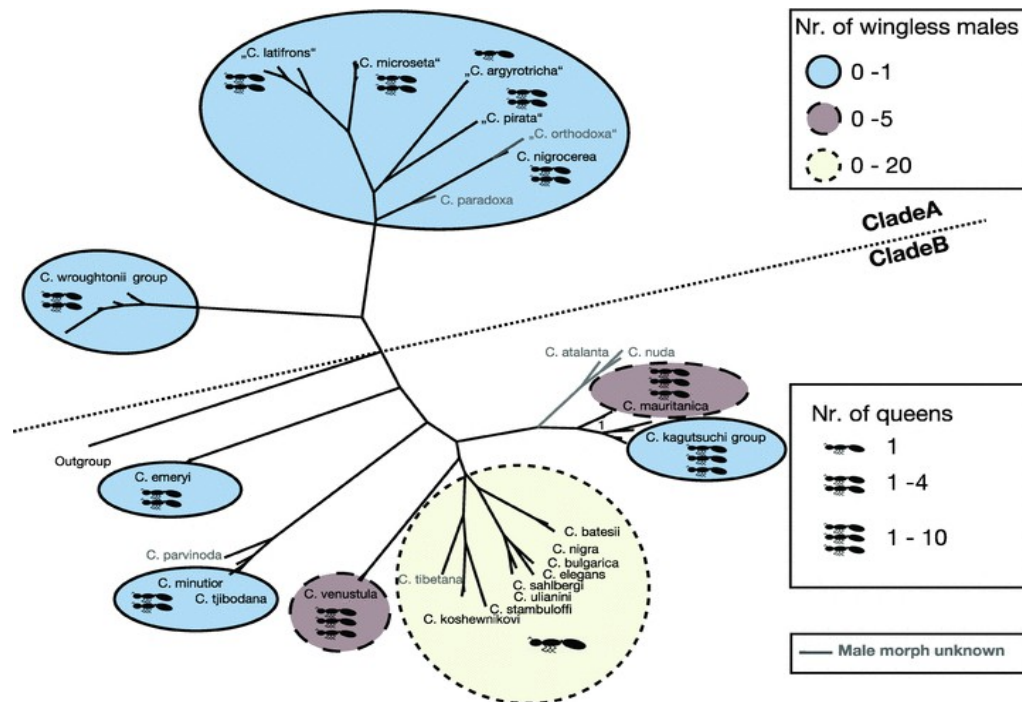 „C. latifrons“
„C. microseta“
„C. argyrotricha“
„C. pirata“
„C. orthodoxa“
C. nigrocerea
C. paradoxa
Nr. of wingless males
0 -1
0 -5
0 - 20
CladeA
CladeB
C. wroughtonii group
C. atalanta
C. nuda
C. mauritanica
1
C. kagutsuchi group
Outgroup
C. emeryi
C. parvinoda
C. minutior
C. tjibodana
C. venustula
C. tibetana
C. koshewnikovi
C. batesii
C. nigra
C. bulgarica
C. elegans
C. sahlbergi
C. ulianini
C. stambuloffi
Nr. of queens
1
1 -4
1 - 10
Male morph unknown